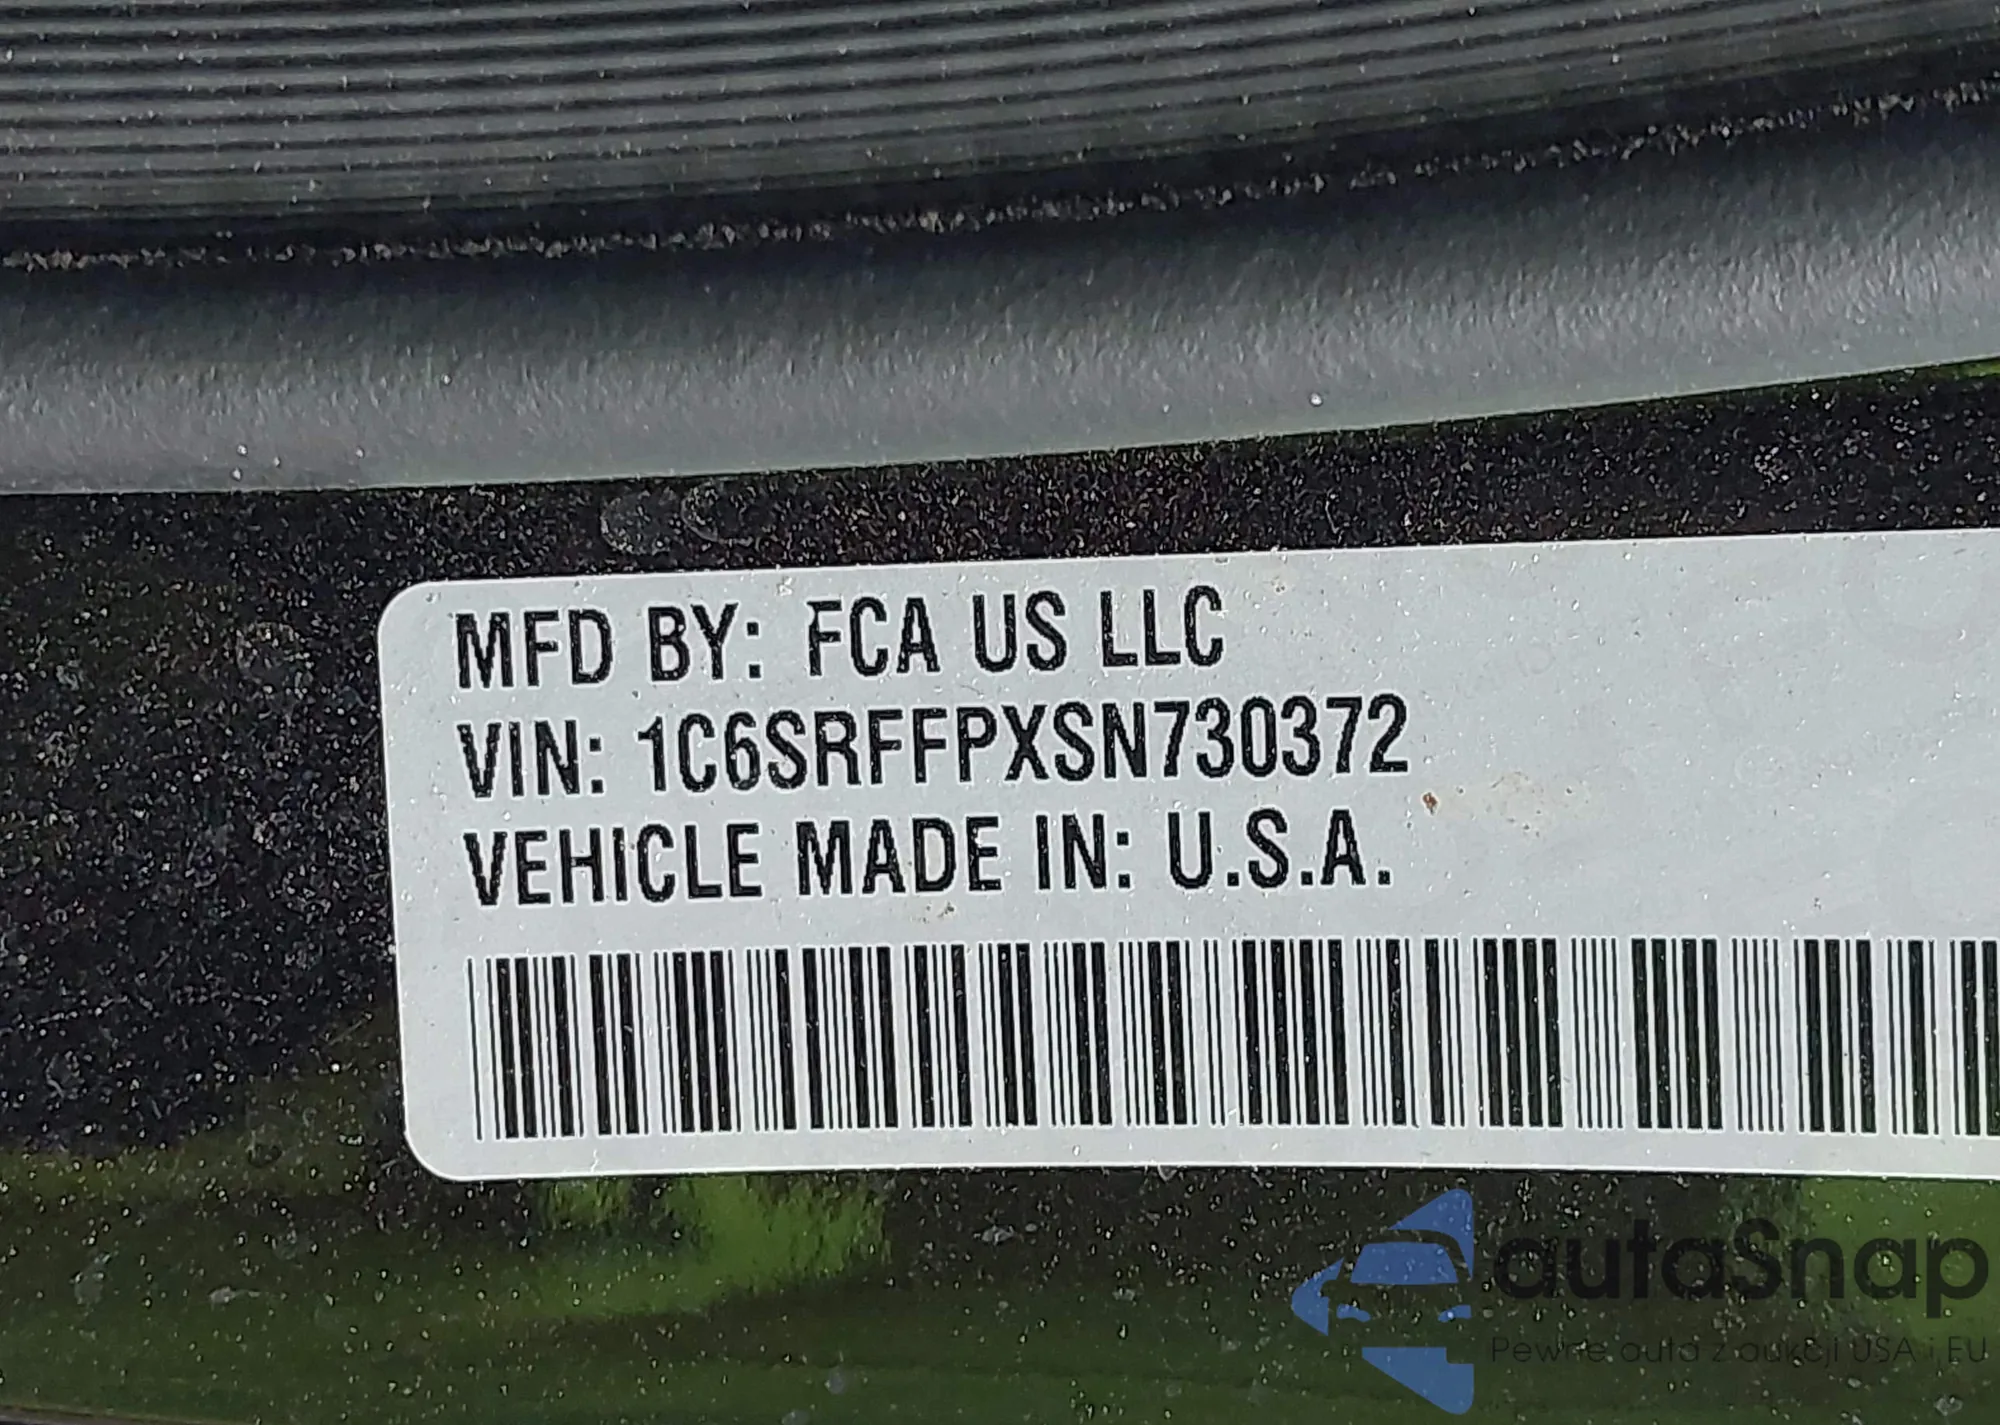 MFD BY: FCA US LLC
VIN: 1C6SRFFPXSN730372
VEHICLE MADE IN: U.S.A.
autaSnap
Pewne auta z aukcji USA i EU